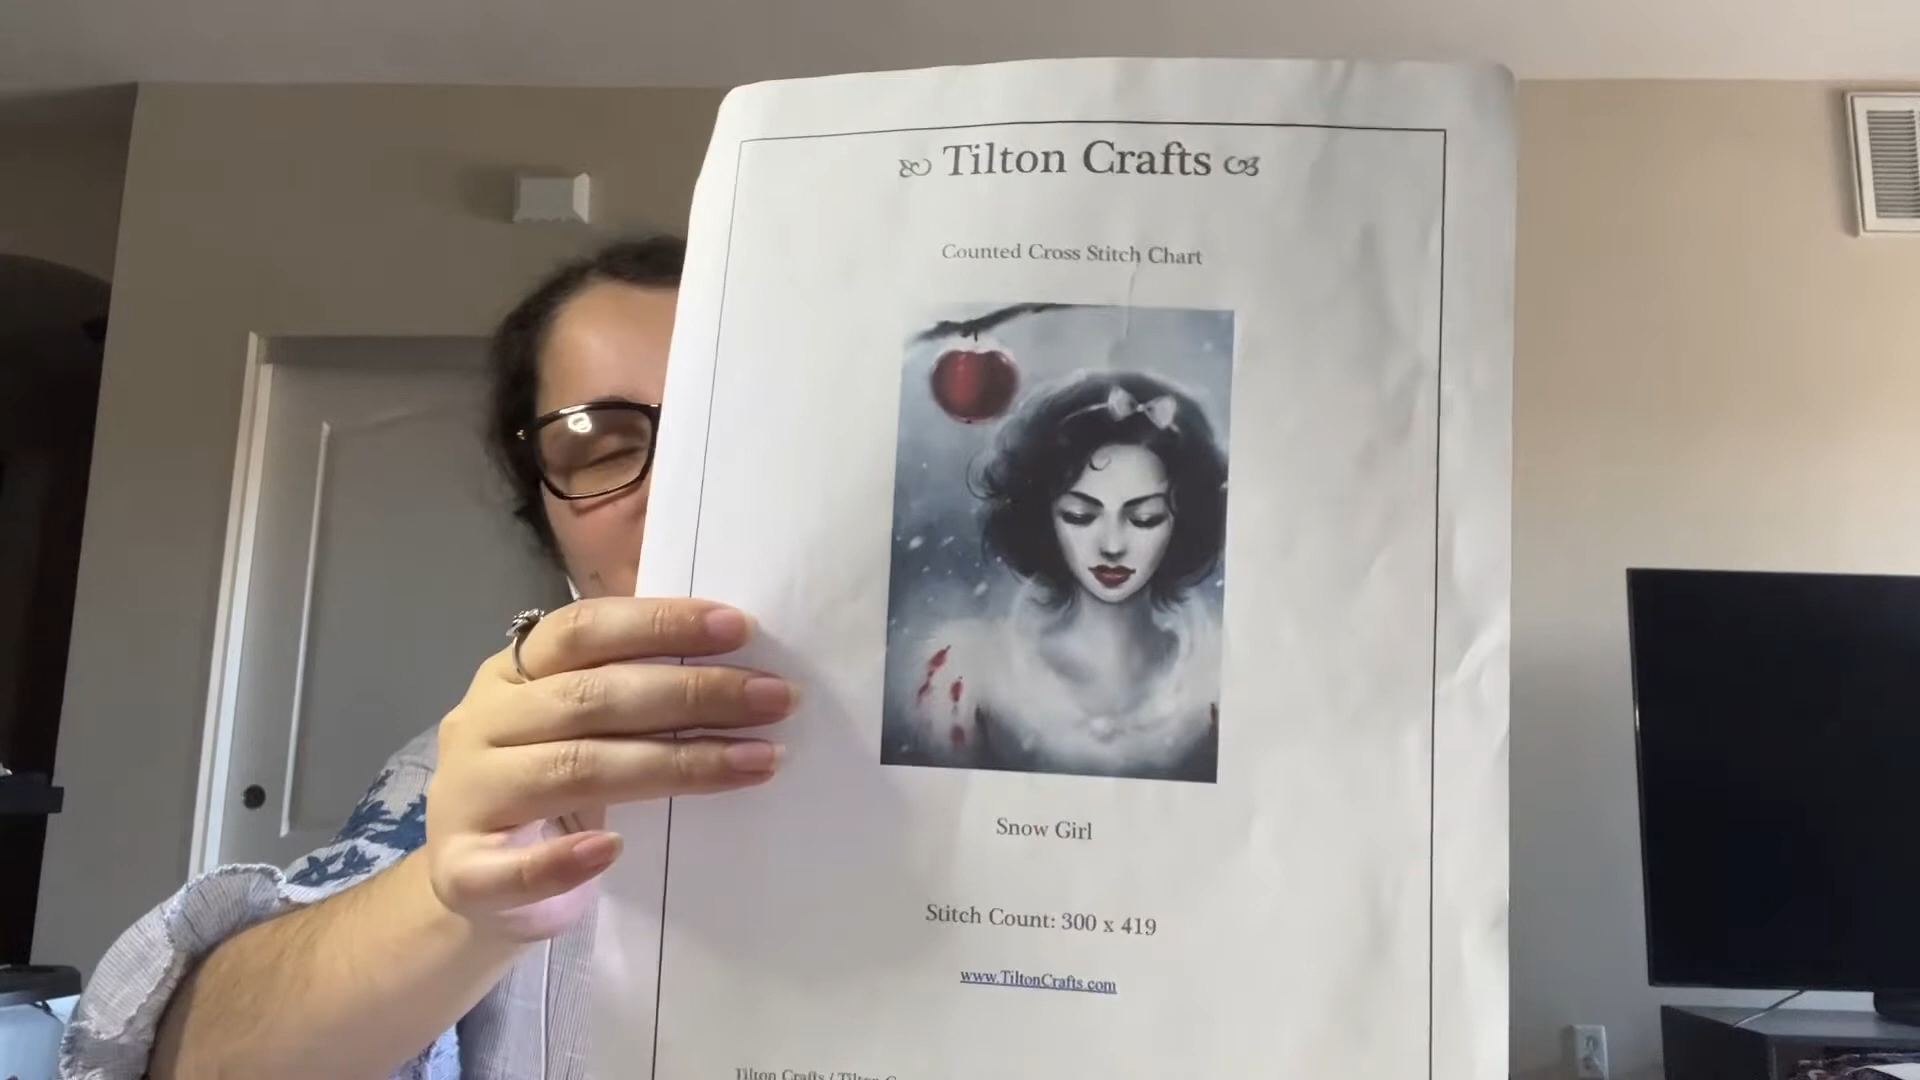 Tilton Crafts
Counted Cross Stitch Chart
Snow Girl
Stitch Count: 300 x 419
www.TiltonCrafts.com
Tilton Crafts /